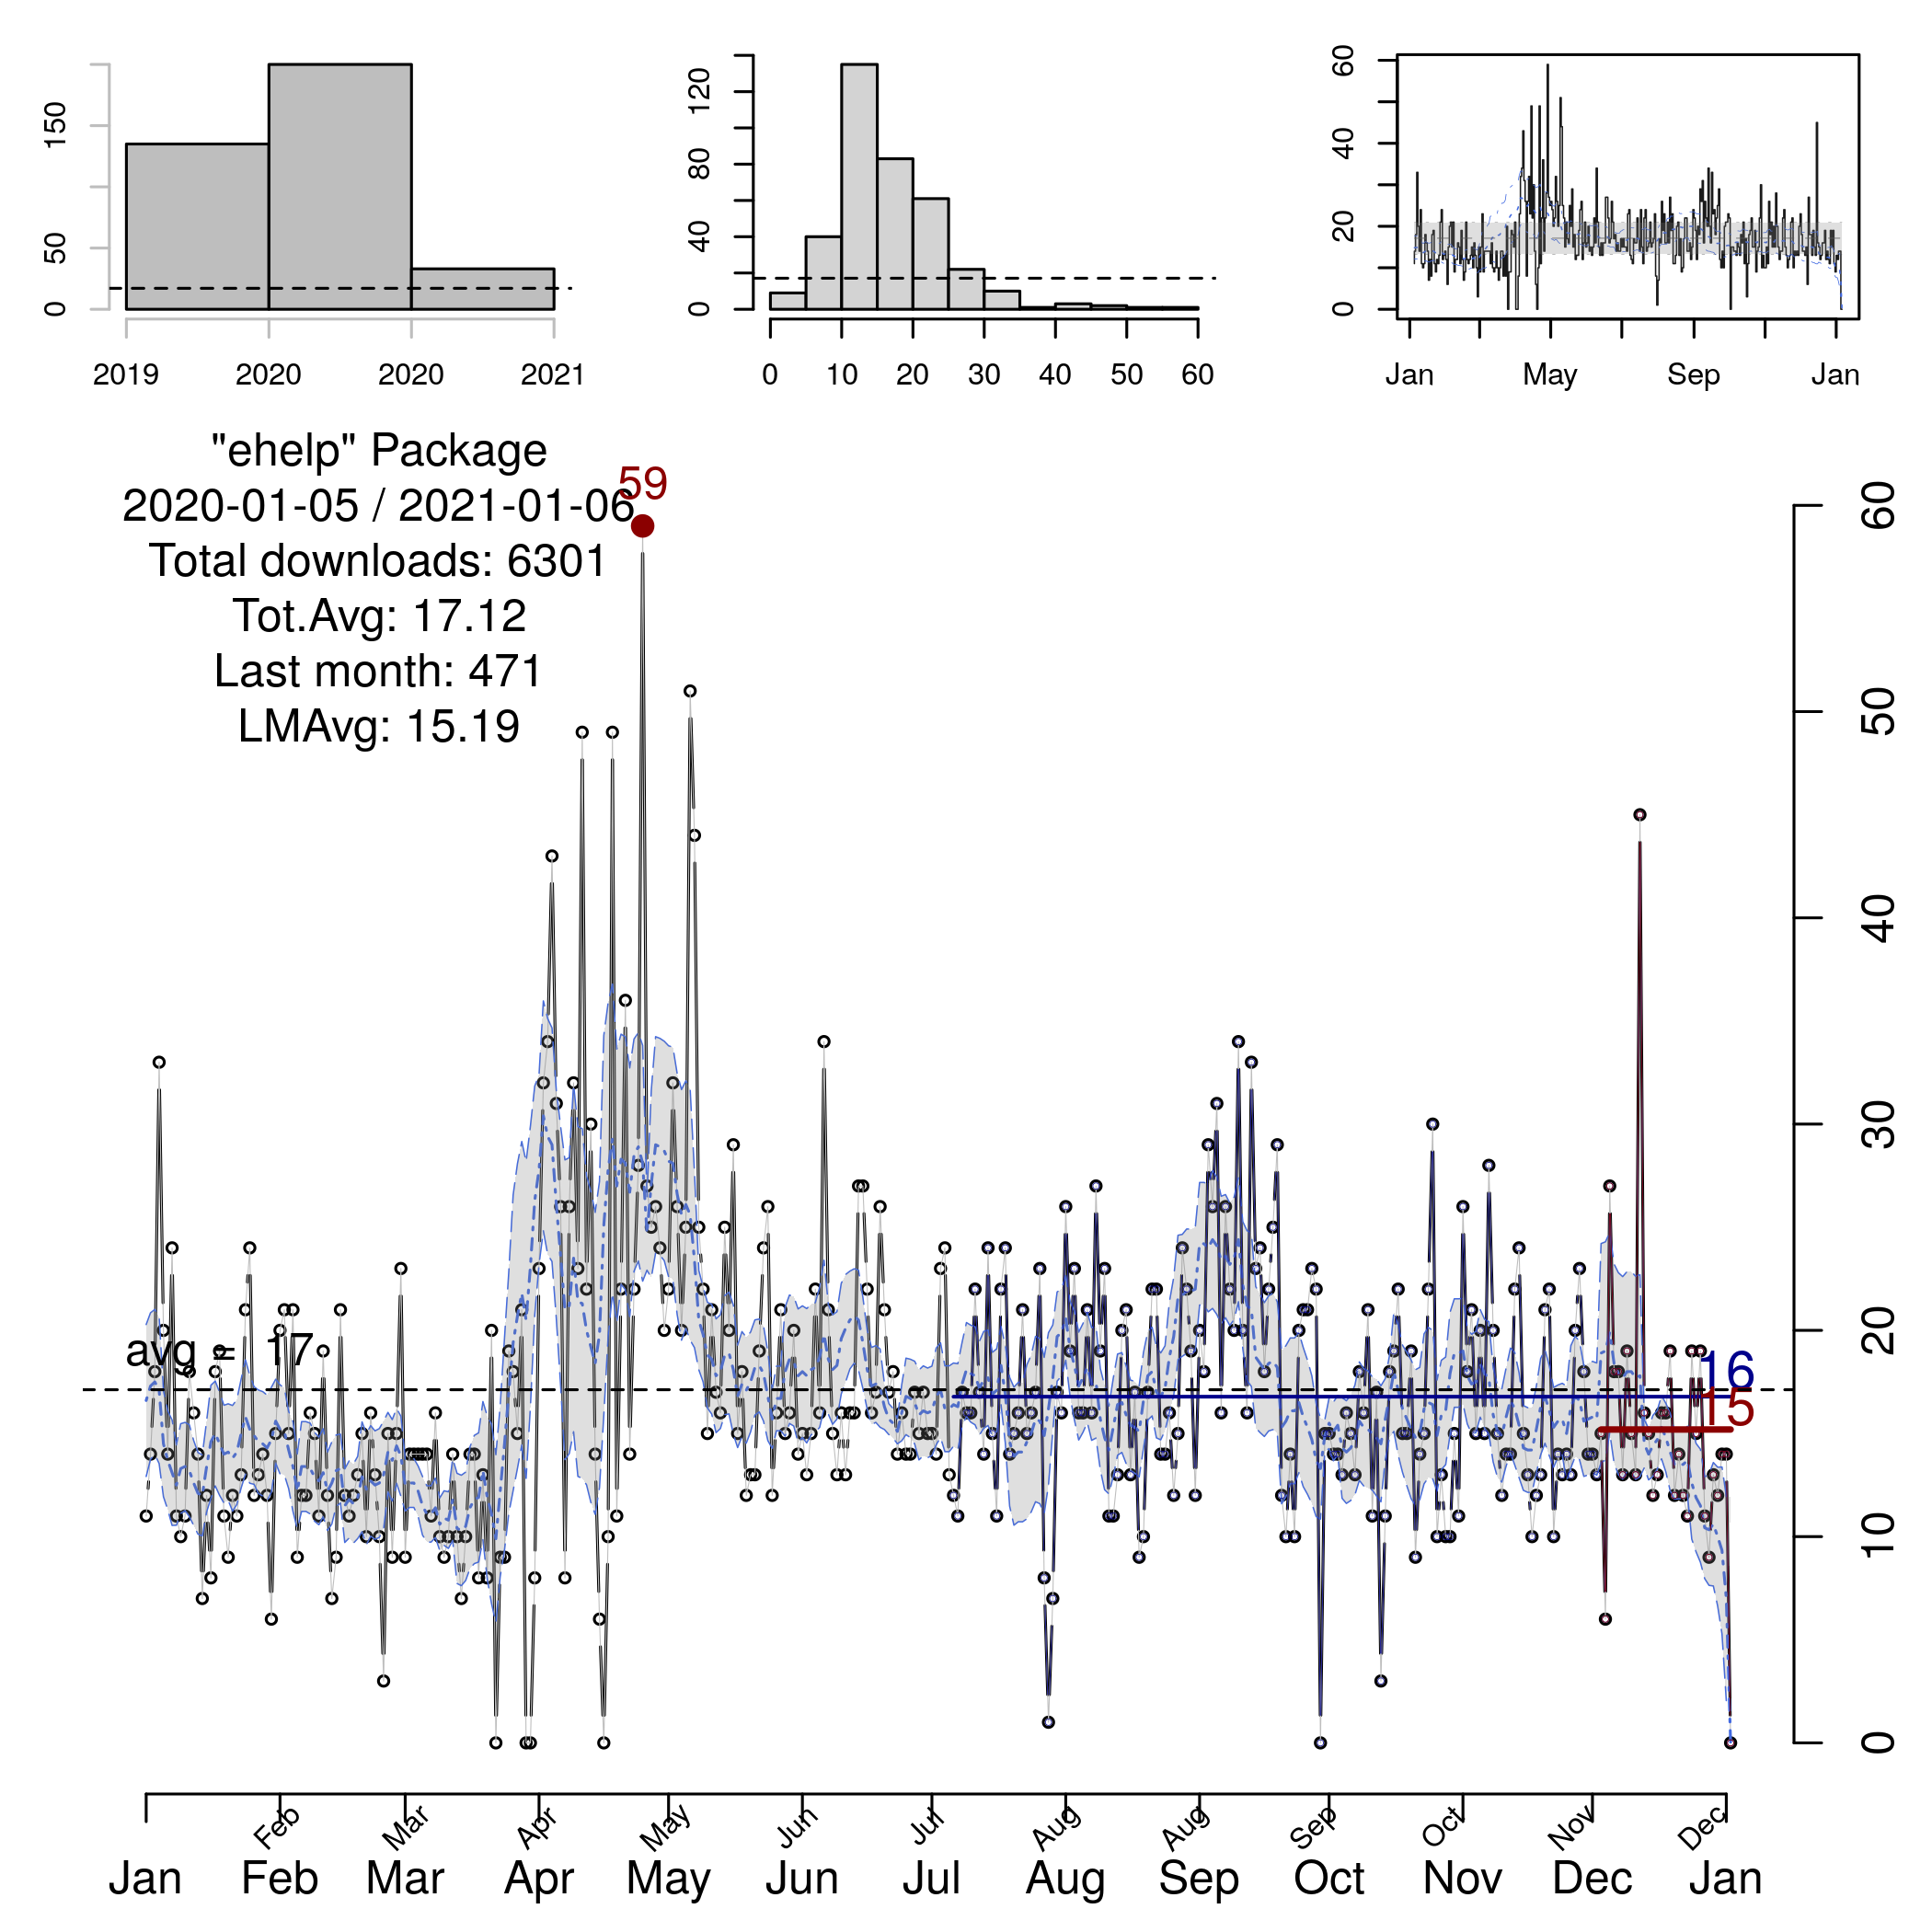 150
50
0
2019 2020 2020 2021
120
80
40
0
0 10 20 30 40 50 60
60
40
20
0
Jan May Sep Jan
"ehelp" Package
2020-01-05 / 2021-01-06
Total downloads: 6301
Tot.Avg: 17.12
Last month: 471
LMAvg: 15.19
59
60
50
40
30
20
10
0
avg = 17
16
15
Feb Mar Apr May Jun Jul Aug Aug Sep Oct Nov Dec
Jan Feb Mar Apr May Jun Jul Aug Sep Oct Nov Dec Jan